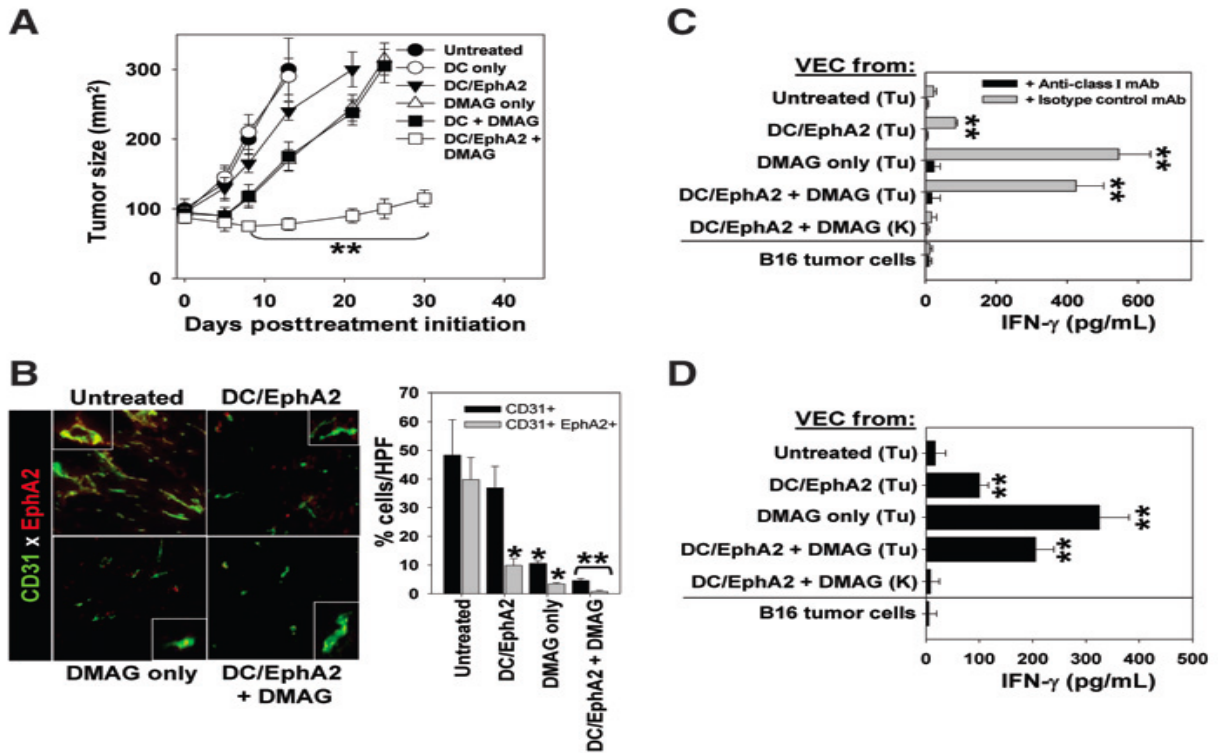 A
Tumor size (mm²)
300
200
100
0
0
10
20
30
40
Days posttreatment initiation
Untreated
DC only
DC/EphA2
DMAG only
DC + DMAG
DC/EphA2 +
DMAG
**
B
CD31 x EphA2
Untreated
DC/EphA2
DMAG only
DC/EphA2
+ DMAG
% cells/HPF
70
60
50
40
30
20
10
0
CD31+
CD31+ EphA2+
*
*
*
**
Untreated
DC/EphA2
DMAG only
DC/EphA2 + DMAG
C
VEC from:
+ Anti-class I mAb
+ Isotype control mAb
Untreated (Tu)
DC/EphA2 (Tu)
**
DMAG only (Tu)
**
DC/EphA2 + DMAG (Tu)
**
DC/EphA2 + DMAG (K)
B16 tumor cells
0
200
400
600
IFN-γ (pg/mL)
D
VEC from:
Untreated (Tu)
DC/EphA2 (Tu)
**
DMAG only (Tu)
**
DC/EphA2 + DMAG (Tu)
**
DC/EphA2 + DMAG (K)
B16 tumor cells
0
100
200
300
400
500
IFN-γ (pg/mL)